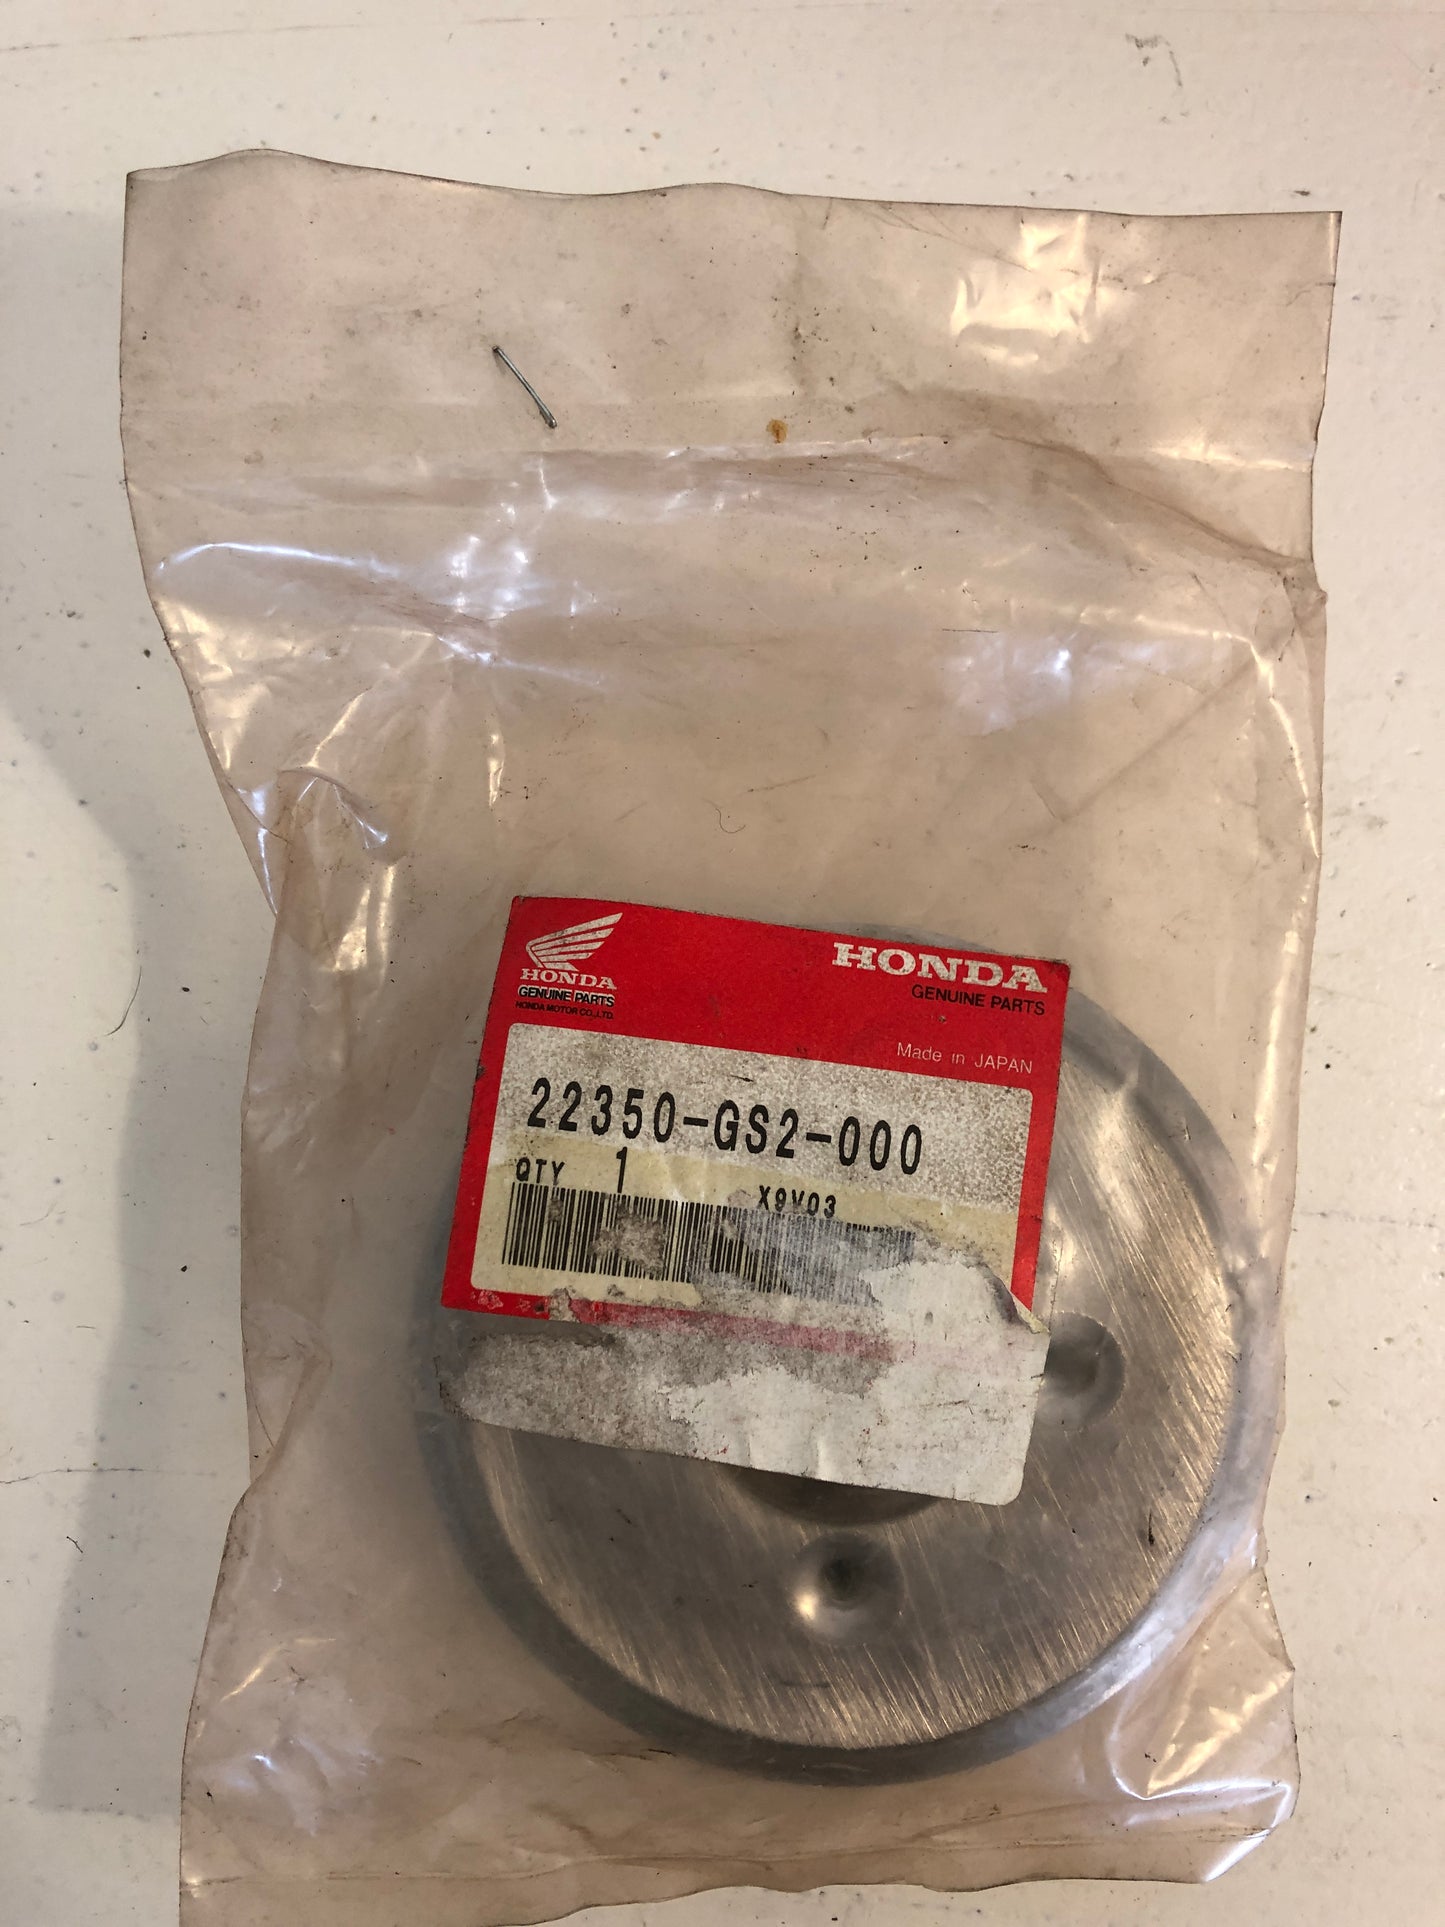 HONDA
GENUINE PARTS
HONDA MOTOR CO.,LTD.
HONDA
GENUINE PARTS
Made in JAPAN
22350-GS2-000
QTY 1 X9V03